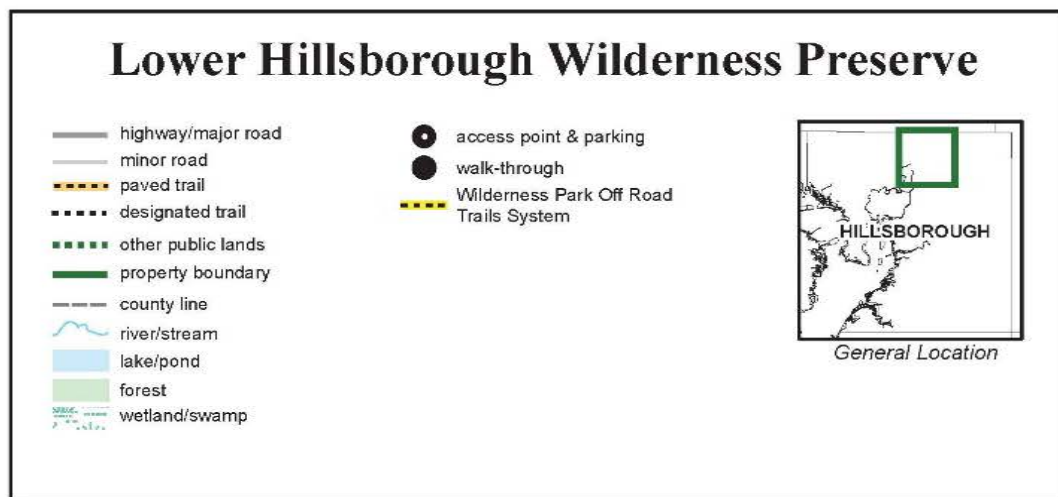 Lower Hillsborough Wilderness Preserve
highway/major road
minor road
paved trail
designated trail
other public lands
property boundary
county line
river/stream
lake/pond
forest
wetland/swamp
access point & parking
walk-through
Wilderness Park Off Road
Trails System
HILLSBOROUGH
General Location